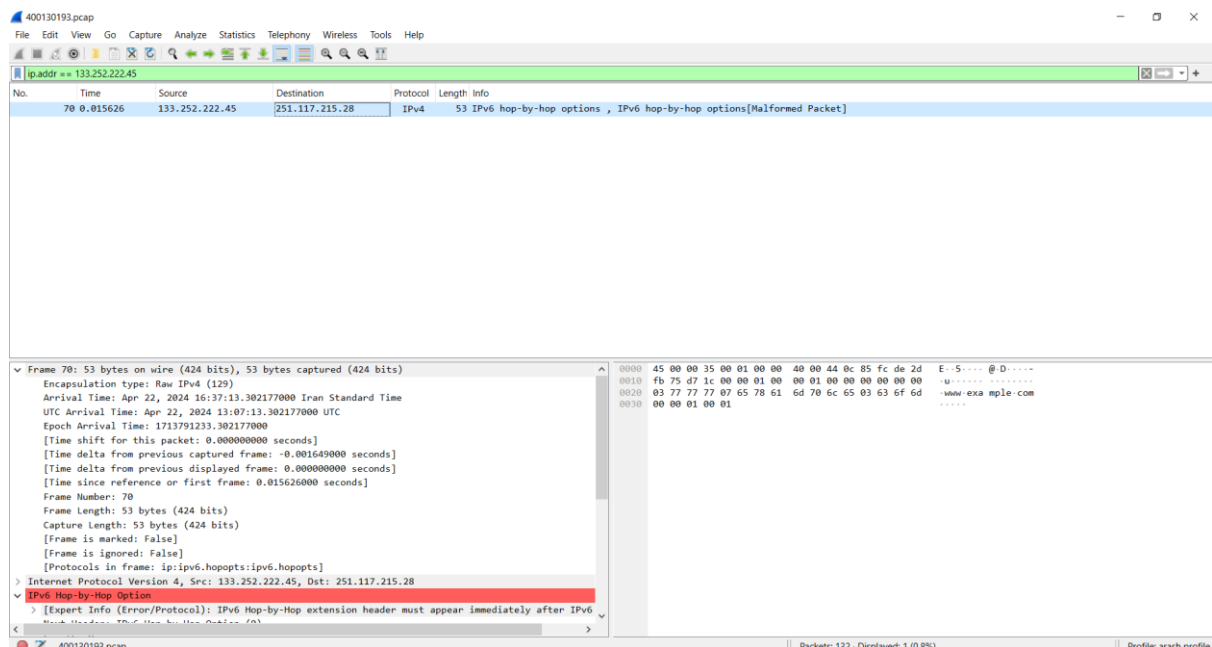 400130193.pcap
File Edit View Go Capture Analyze Statistics Telephony Wireless Tools Help
ip.addr == 133.252.222.45
No. Time Source Destination Protocol Length Info
70 0.015626 133.252.222.45 251.117.215.28 IPv4 53 IPv6 hop-by-hop options , IPv6 hop-by-hop options[Malformed Packet]
Frame 70: 53 bytes on wire (424 bits), 53 bytes captured (424 bits)
Encapsulation type: Raw IPv4 (129)
Arrival Time: Apr 22, 2024 16:37:13.302177000 Iran Standard Time
UTC Arrival Time: Apr 22, 2024 13:07:13.302177000 UTC
Epoch Arrival Time: 1713791233.302177000
[Time shift for this packet: 0.000000000 seconds]
[Time delta from previous captured frame: -0.001649000 seconds]
[Time delta from previous displayed frame: 0.000000000 seconds]
[Time since reference or first frame: 0.015626000 seconds]
Frame Number: 70
Frame Length: 53 bytes (424 bits)
Capture Length: 53 bytes (424 bits)
[Frame is marked: False]
[Frame is ignored: False]
[Protocols in frame: ip:ipv6.hopopts:ipv6.hopopts]
Internet Protocol Version 4, Src: 133.252.222.45, Dst: 251.117.215.28
IPv6 Hop-by-Hop Option
[Expert Info (Error/Protocol): IPv6 Hop-by-Hop extension header must appear immediately after IPv6
Next Header: IPv6 Hop-by-Hop Option (0)
0000 45 00 00 35 00 01 00 00 40 00 44 0c 85 fc de 2d E··5···· @·D····-
0010 fb 75 d7 1c 00 00 01 00 00 01 00 00 00 00 00 00 ·u······ ········
0020 03 77 77 77 07 65 78 61 6d 70 6c 65 03 63 6f 6d ·www·exa mple·com
0030 00 00 01 00 01 ·····
400130193.pcap
Packets: 132 · Displayed: 1 (0.8%)
Profile: arash profile